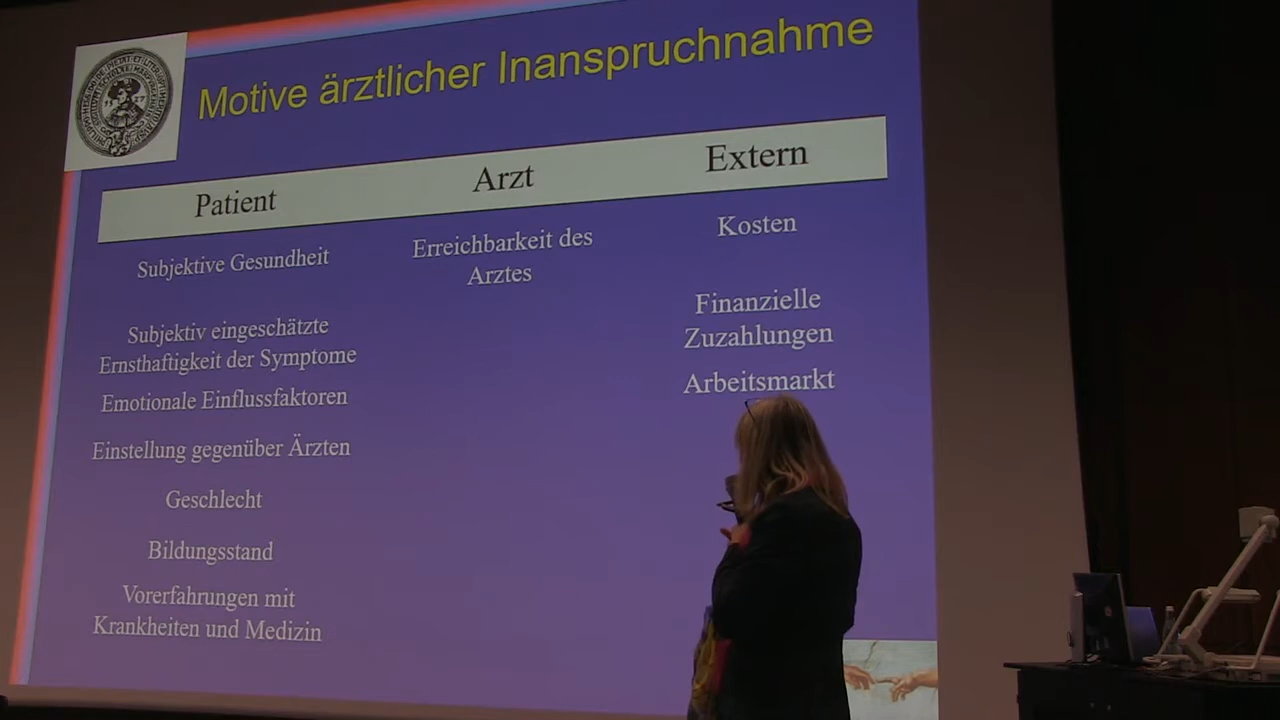 Motive ärztlicher Inanspruchnahme
Patient
Arzt
Extern
Subjektive Gesundheit
Erreichbarkeit des
Arztes
Kosten
Subjektiv eingeschätzte
Ernsthaftigkeit der Symptome
Finanzielle
Zuzahlungen
Emotionale Einflussfaktoren
Arbeitsmarkt
Einstellung gegenüber Ärzten
Geschlecht
Bildungsstand
Vorerfahrungen mit
Krankheiten und Medizin